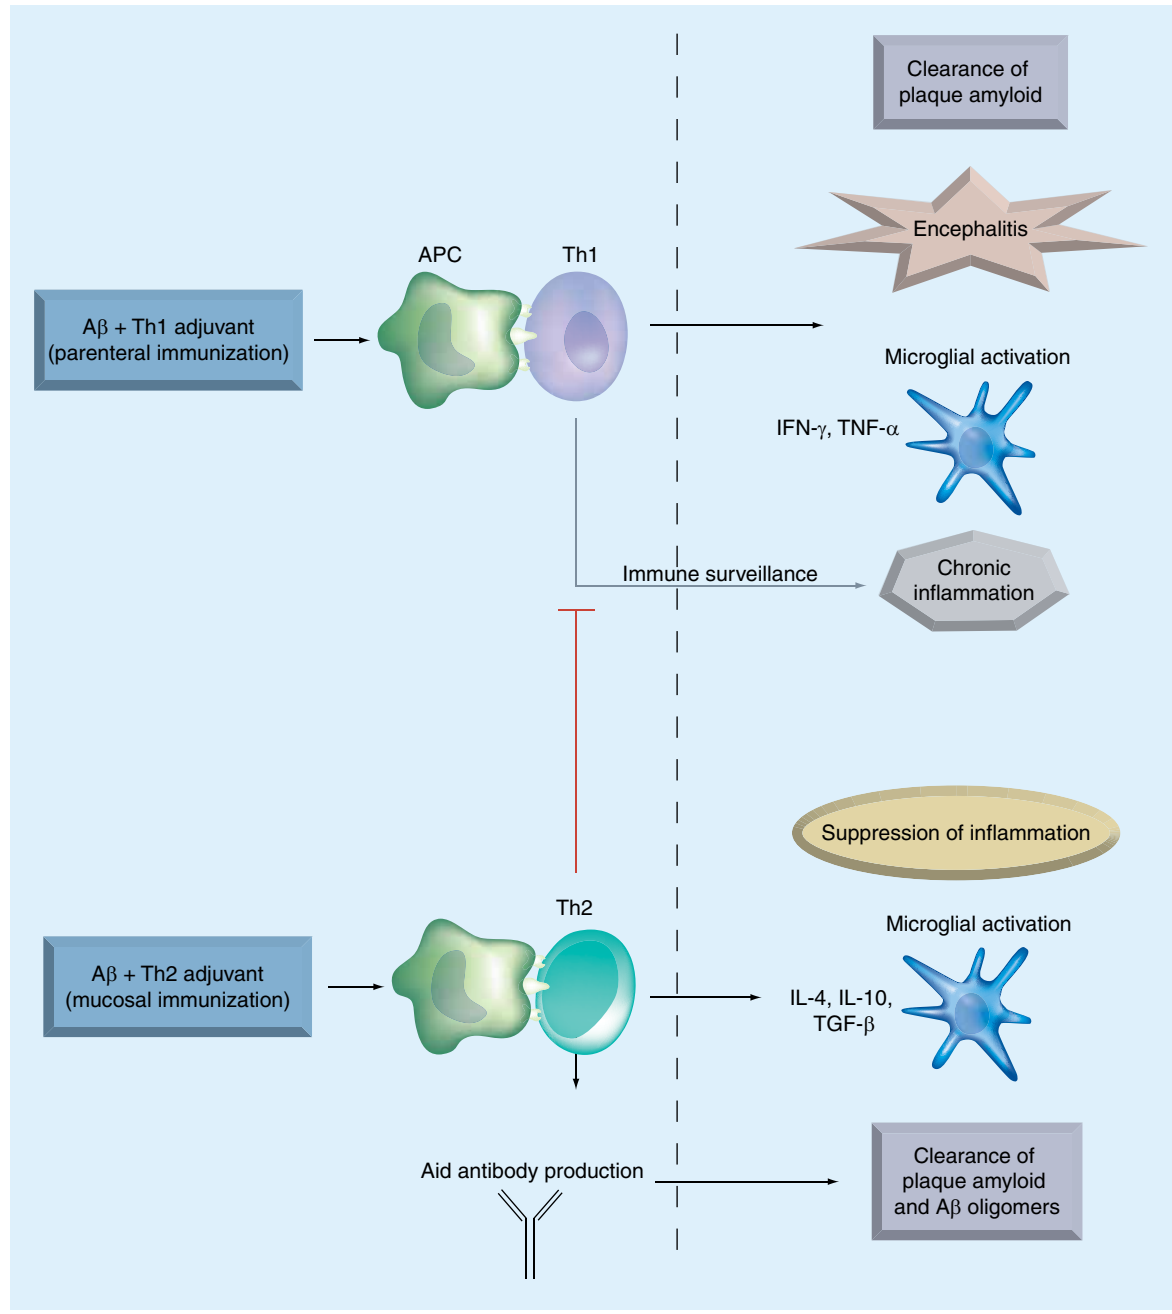 Clearance of
plaque amyloid
Encephalitis
APC
Th1
Aβ + Th1 adjuvant
(parenteral immunization)
Microglial activation
IFN-γ, TNF-α
Immune surveillance
Chronic
inflammation
Suppression of inflammation
Th2
Microglial activation
Aβ + Th2 adjuvant
(mucosal immunization)
IL-4, IL-10,
TGF-β
Aid antibody production
Clearance of
plaque amyloid
and Aβ oligomers